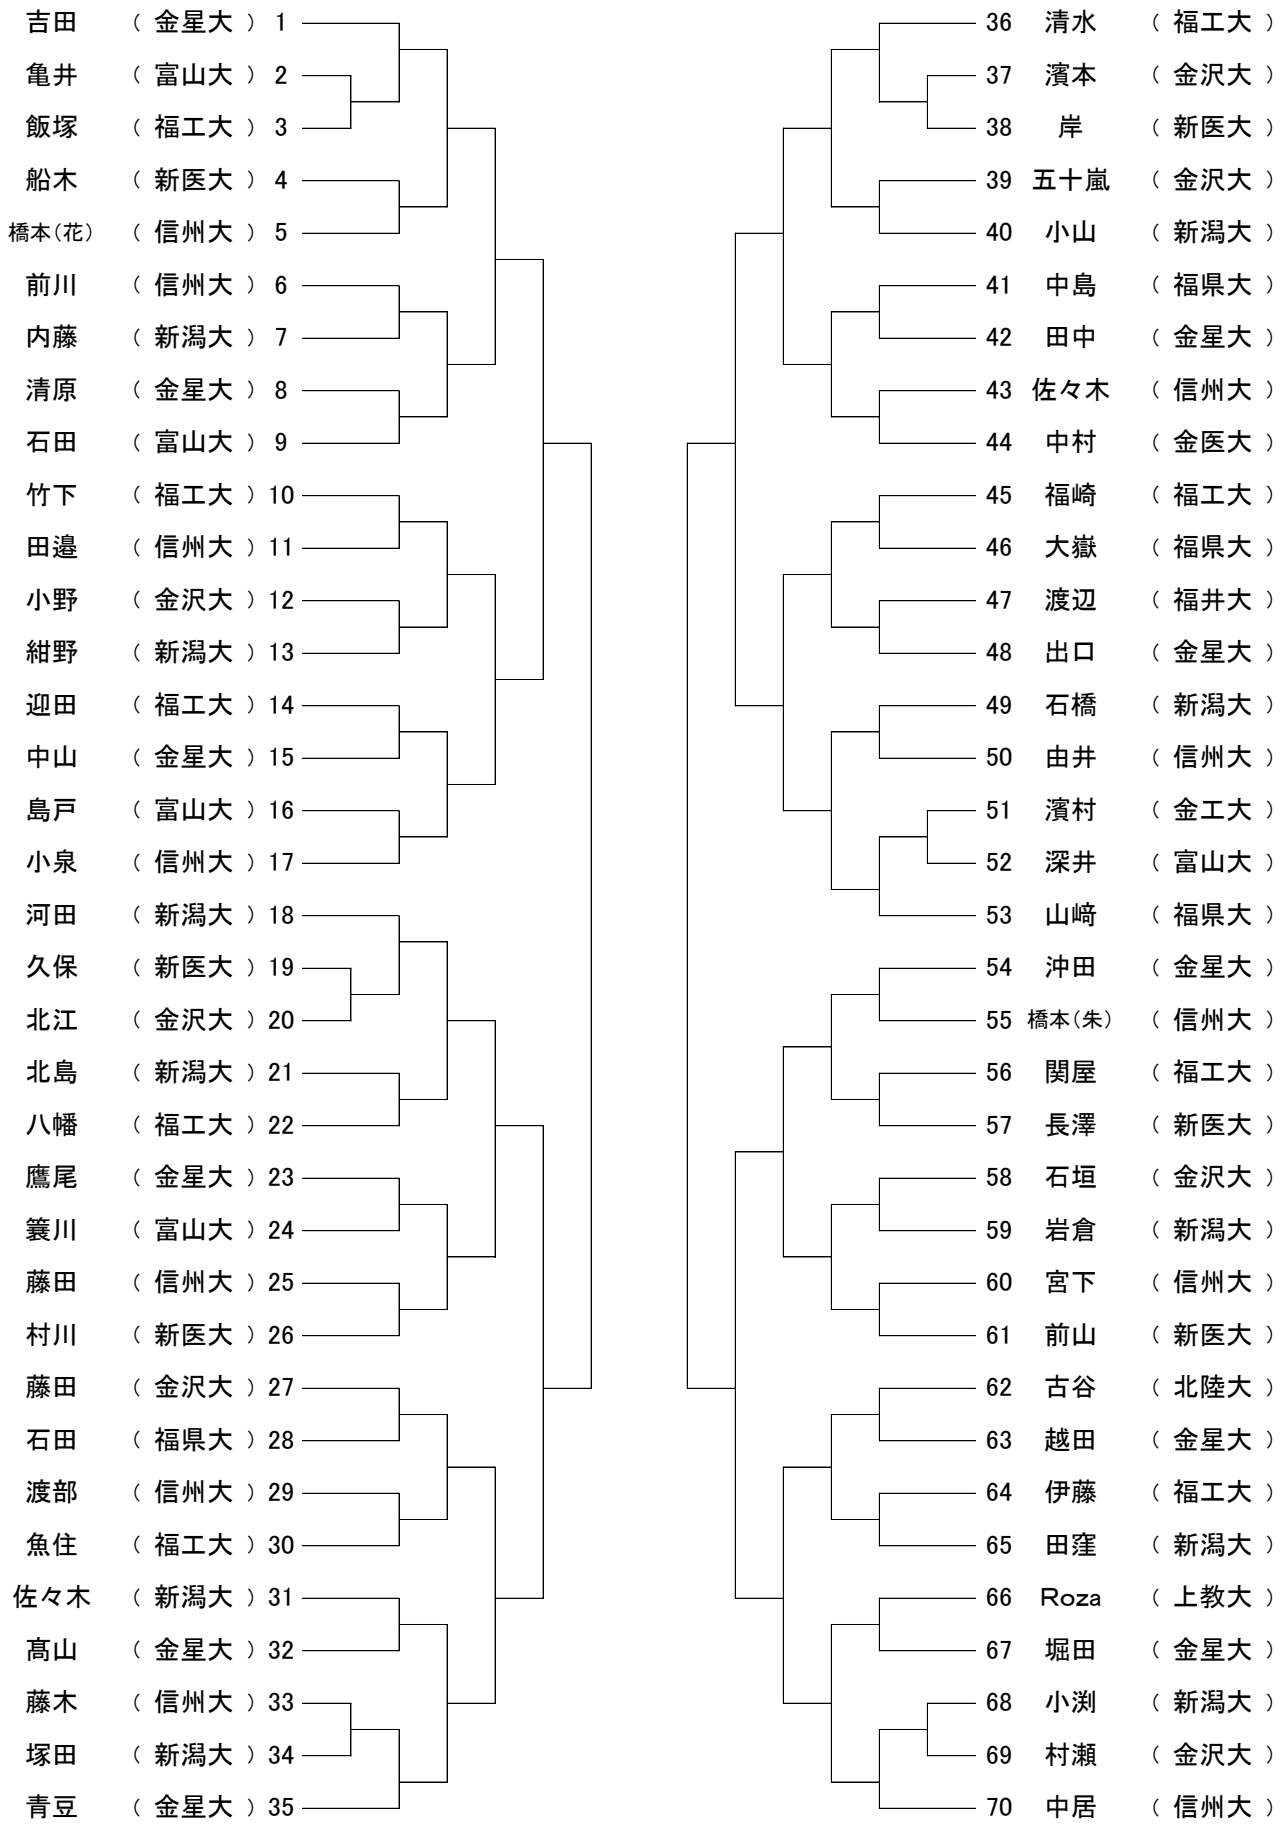 吉田 （ 金星大 ） 1
亀井 （ 富山大 ） 2
飯塚 （ 福工大 ） 3
船木 （ 新医大 ） 4
橋本（花） （ 信州大 ） 5
前川 （ 信州大 ） 6
内藤 （ 新潟大 ） 7
清原 （ 金星大 ） 8
石田 （ 富山大 ） 9
竹下 （ 福工大 ） 10
田邉 （ 信州大 ） 11
小野 （ 金沢大 ） 12
紺野 （ 新潟大 ） 13
迎田 （ 福工大 ） 14
中山 （ 金星大 ） 15
島戸 （ 富山大 ） 16
小泉 （ 信州大 ） 17
河田 （ 新潟大 ） 18
久保 （ 新医大 ） 19
北江 （ 金沢大 ） 20
北島 （ 新潟大 ） 21
八幡 （ 福工大 ） 22
鷹尾 （ 金星大 ） 23
簑川 （ 富山大 ） 24
藤田 （ 信州大 ） 25
村川 （ 新医大 ） 26
藤田 （ 金沢大 ） 27
石田 （ 福県大 ） 28
渡部 （ 信州大 ） 29
魚住 （ 福工大 ） 30
佐々木 （ 新潟大 ） 31
髙山 （ 金星大 ） 32
藤木 （ 信州大 ） 33
塚田 （ 新潟大 ） 34
青豆 （ 金星大 ） 35
36 清水 （ 福工大 ）
37 濱本 （ 金沢大 ）
38 岸 （ 新医大 ）
39 五十嵐 （ 金沢大 ）
40 小山 （ 新潟大 ）
41 中島 （ 福県大 ）
42 田中 （ 金星大 ）
43 佐々木 （ 信州大 ）
44 中村 （ 金医大 ）
45 福崎 （ 福工大 ）
46 大嶽 （ 福県大 ）
47 渡辺 （ 福井大 ）
48 出口 （ 金星大 ）
49 石橋 （ 新潟大 ）
50 由井 （ 信州大 ）
51 濱村 （ 金工大 ）
52 深井 （ 富山大 ）
53 山﨑 （ 福県大 ）
54 沖田 （ 金星大 ）
55 橋本（朱） （ 信州大 ）
56 関屋 （ 福工大 ）
57 長澤 （ 新医大 ）
58 石垣 （ 金沢大 ）
59 岩倉 （ 新潟大 ）
60 宮下 （ 信州大 ）
61 前山 （ 新医大 ）
62 古谷 （ 北陸大 ）
63 越田 （ 金星大 ）
64 伊藤 （ 福工大 ）
65 田窪 （ 新潟大 ）
66 Roza （ 上教大 ）
67 堀田 （ 金星大 ）
68 小渕 （ 新潟大 ）
69 村瀬 （ 金沢大 ）
70 中居 （ 信州大 ）